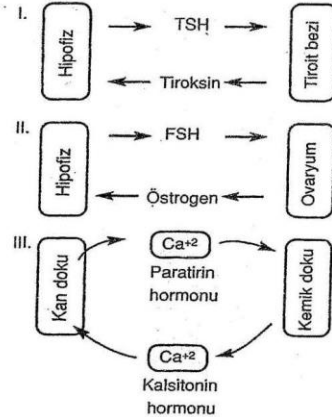 I.
Hipofiz
TSH
Tiroksin
Tiroit bezi
II.
Hipofiz
FSH
Östrogen
Ovaryum
III.
Kan doku
Ca+2
Paratirin
hormonu
Kemik doku
Ca+2
Kalsitonin
hormonu